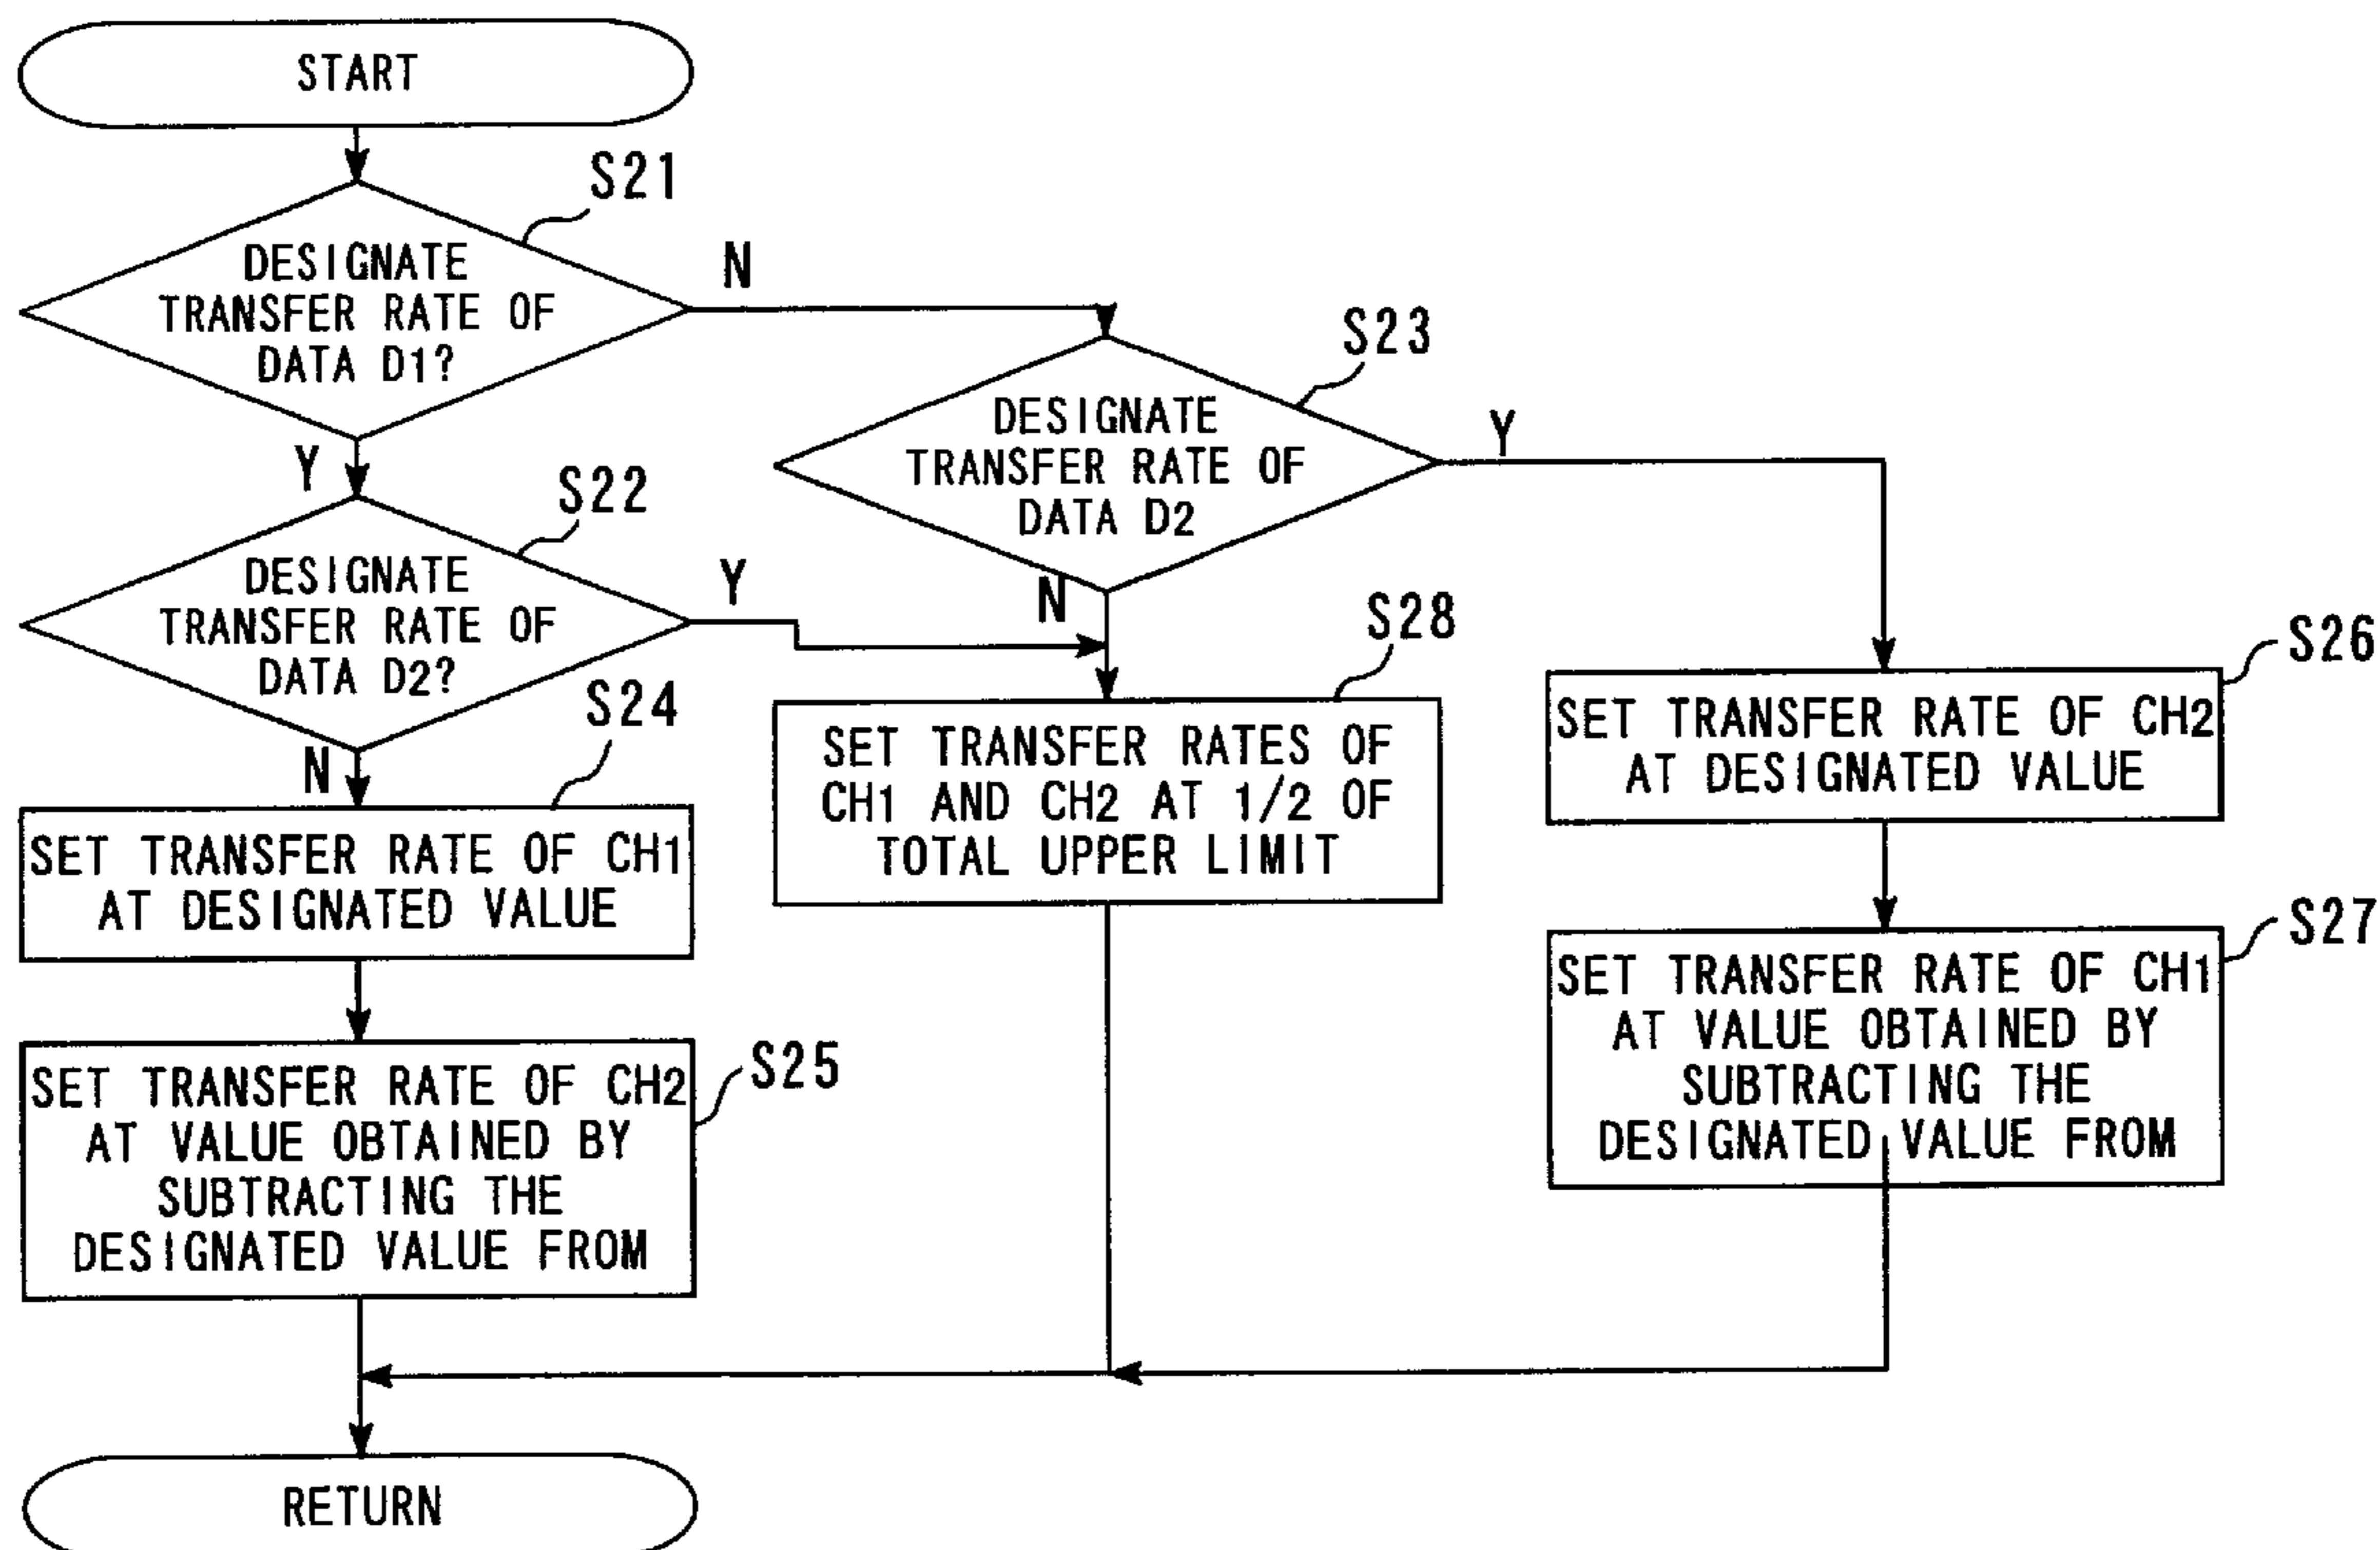 START
S21
DESIGNATE
TRANSFER RATE OF
DATA D1?
N
Y
S22
DESIGNATE
TRANSFER RATE OF
DATA D2?
Y
N
S23
DESIGNATE
TRANSFER RATE OF
DATA D2
Y
N
S24
SET TRANSFER RATE OF CH1
AT DESIGNATED VALUE
S25
SET TRANSFER RATE OF CH2
AT VALUE OBTAINED BY
SUBTRACTING THE
DESIGNATED VALUE FROM
S28
SET TRANSFER RATES OF
CH1 AND CH2 AT 1/2 OF
TOTAL UPPER LIMIT
S26
SET TRANSFER RATE OF CH2
AT DESIGNATED VALUE
S27
SET TRANSFER RATE OF CH1
AT VALUE OBTAINED BY
SUBTRACTING THE
DESIGNATED VALUE FROM
RETURN